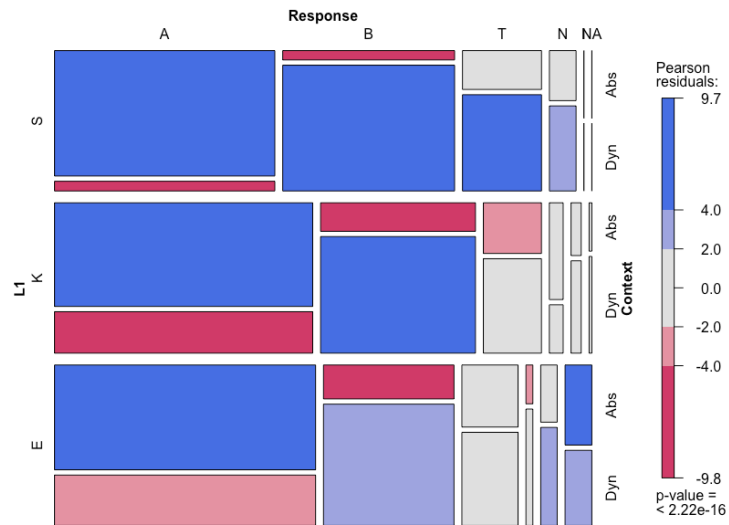 Response
A B T N NA
Pearson
residuals:
9.7
S
Abs
Dyn
4.0
2.0
L1
K
Abs
Dyn
Context
0.0
-2.0
-4.0
E
Abs
Dyn
-9.8
p-value =
< 2.22e-16